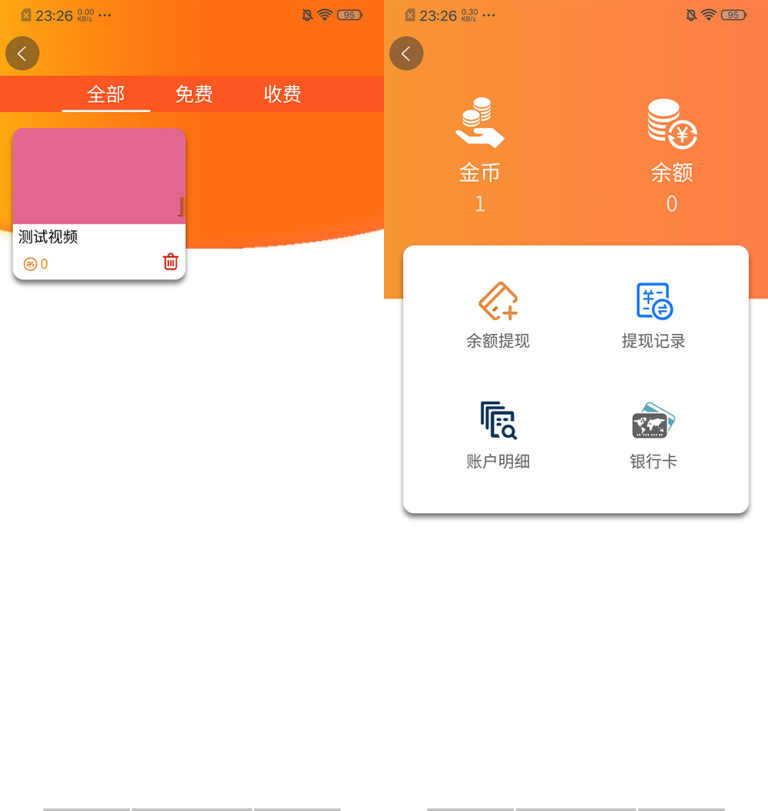 23:26 0.00 KB/s ··· 95
全部 免费 收费
测试视频
0
23:26 0.30 KB/s ··· 95
金币 余额
1 0
余额提现 提现记录
账户明细 银行卡